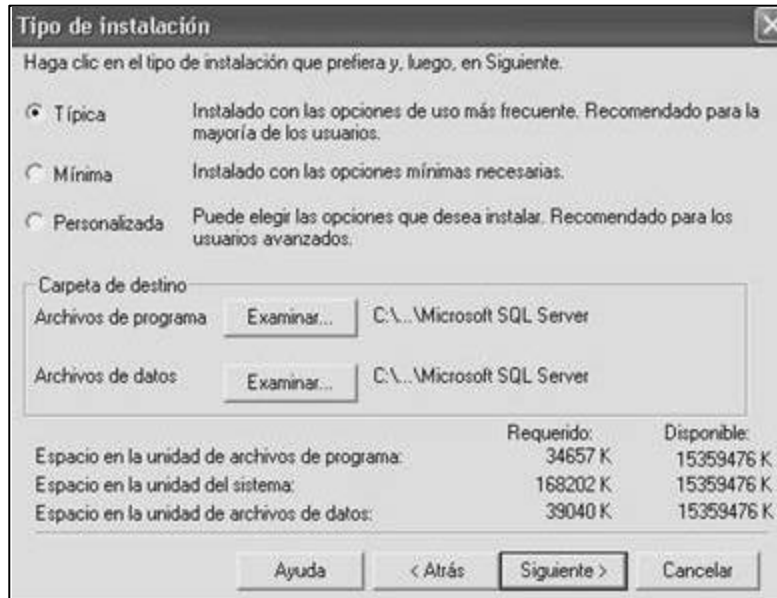 Tipo de instalación
Haga clic en el tipo de instalación que prefiera y, luego, en Siguiente.
Típica
Instalado con las opciones de uso más frecuente. Recomendado para la
mayoría de los usuarios.
Mínima
Instalado con las opciones mínimas necesarias.
Personalizada
Puede elegir las opciones que desea instalar. Recomendado para los
usuarios avanzados.
Carpeta de destino
Archivos de programa Examinar... C:\...\Microsoft SQL Server
Archivos de datos Examinar... C:\...\Microsoft SQL Server
Requerido: Disponible:
Espacio en la unidad de archivos de programa: 34657 K 15359476 K
Espacio en la unidad del sistema: 168202 K 15359476 K
Espacio en la unidad de archivos de datos: 39040 K 15359476 K
Ayuda < Atrás Siguiente > Cancelar